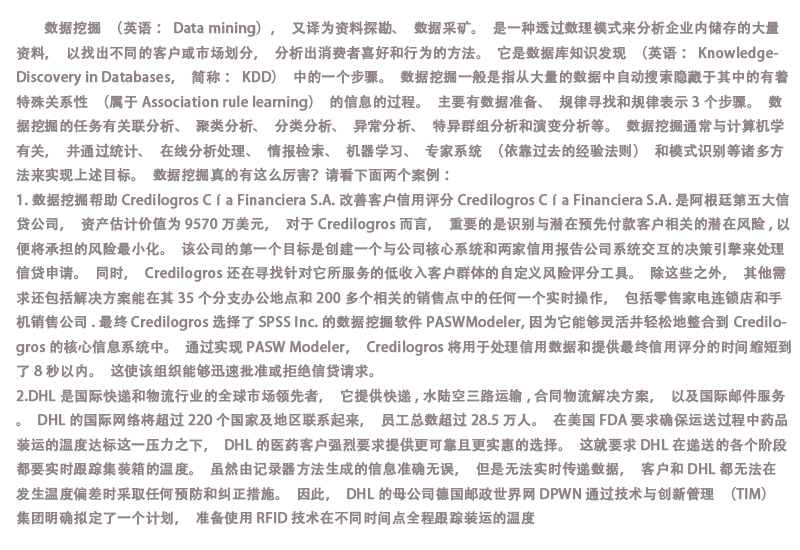 数据挖掘 （英语： Data mining）， 又译为资料探勘、 数据采矿。 是一种透过数理模式来分析企业内储存的大量
资料， 以找出不同的客户或市场划分， 分析出消费者喜好和行为的方法。 它是数据库知识发现 （英语： Knowledge-
Discovery in Databases， 简称： KDD） 中的一个步骤。 数据挖掘一般是指从大量的数据中自动搜索隐藏于其中的有着
特殊关系性 （属于 Association rule learning） 的信息的过程。 主要有数据准备、 规律寻找和规律表示 3 个步骤。 数
据挖掘的任务有关联分析、 聚类分析、 分类分析、 异常分析、 特异群组分析和演变分析等。 数据挖掘通常与计算机学
有关， 并通过统计、 在线分析处理、 情报检索、 机器学习、 专家系统 （依靠过去的经验法则） 和模式识别等诸多方
法来实现上述目标。 数据挖掘真的有这么厉害？请看下面两个案例：
1. 数据挖掘帮助 Credilogros C í a Financiera S.A. 改善客户信用评分 Credilogros C í a Financiera S.A. 是阿根廷第五大信
贷公司， 资产估计价值为 9570 万美元， 对于 Credilogros 而言， 重要的是识别与潜在预先付款客户相关的潜在风险 , 以
便将承担的风险最小化。 该公司的第一个目标是创建一个与公司核心系统和两家信用报告公司系统交互的决策引擎来处理
信贷申请。 同时， Credilogros 还在寻找针对它所服务的低收入客户群体的自定义风险评分工具。 除这些之外， 其他需
求还包括解决方案能在其 35 个分支办公地点和 200 多个相关的销售点中的任何一个实时操作， 包括零售家电连锁店和手
机销售公司 . 最终 Credilogros 选择了 SPSS Inc. 的数据挖掘软件 PASWModeler, 因为它能够灵活并轻松地整合到 Credilo-
gros 的核心信息系统中。 通过实现 PASW Modeler， Credilogros 将用于处理信用数据和提供最终信用评分的时间缩短到
了 8 秒以内。 这使该组织能够迅速批准或拒绝信贷请求。
2.DHL 是国际快递和物流行业的全球市场领先者， 它提供快递 , 水陆空三路运输 , 合同物流解决方案， 以及国际邮件服务
。 DHL 的国际网络将超过 220 个国家及地区联系起来， 员工总数超过 28.5 万人。 在美国 FDA 要求确保运送过程中药品
装运的温度达标这一压力之下， DHL 的医药客户强烈要求提供更可靠且更实惠的选择。 这就要求 DHL 在递送的各个阶段
都要实时跟踪集装箱的温度。 虽然由记录器方法生成的信息准确无误， 但是无法实时传递数据， 客户和 DHL 都无法在
发生温度偏差时采取任何预防和纠正措施。 因此， DHL 的母公司德国邮政世界网 DPWN 通过技术与创新管理 （TIM）
集团明确拟定了一个计划， 准备使用 RFID 技术在不同时间点全程跟踪装运的温度